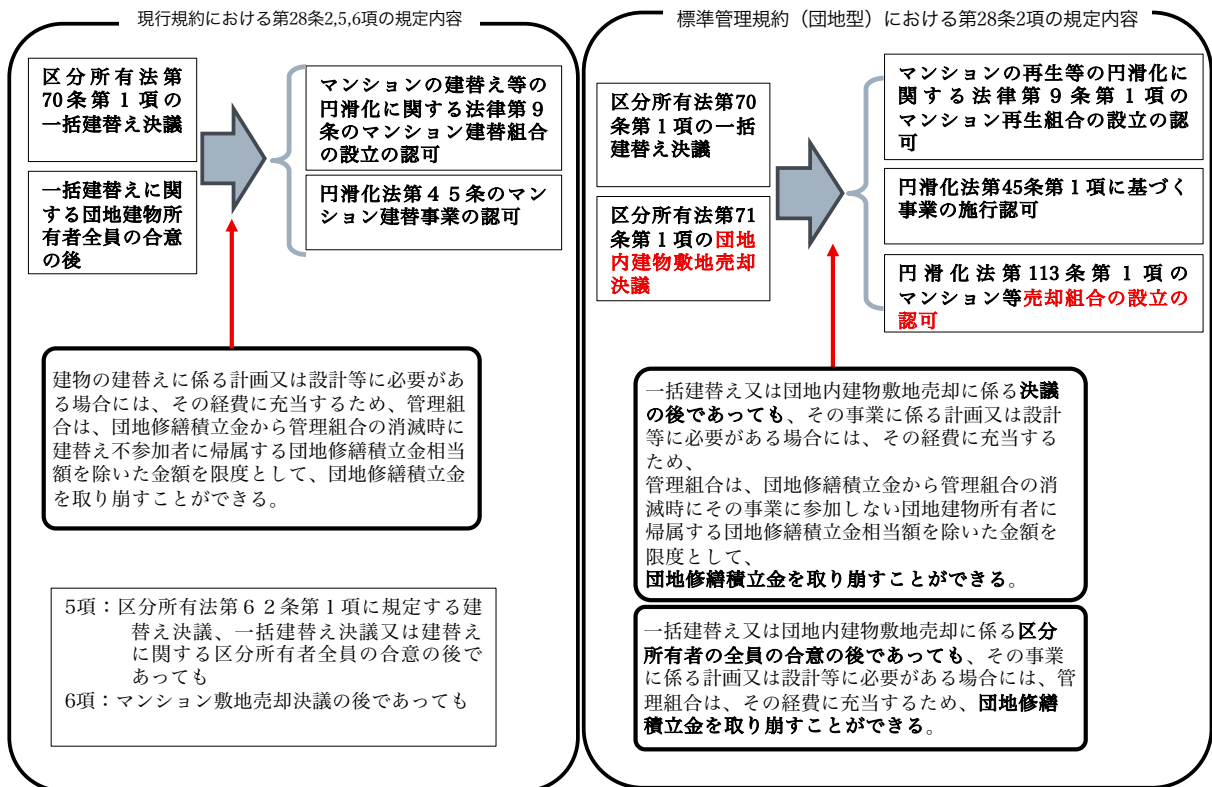 現行規約における第28条2,5,6項の規定内容
区分所有法第
70条第1項の
一括建替え決議
一括建替えに関
する団地建物所
有者全員の合意
の後
マンションの建替え等の
円滑化に関する法律第9
条のマンション建替組合
の設立の認可
円滑化法第４５条のマン
ション建替事業の認可
建物の建替えに係る計画又は設計等に必要があ
る場合には、その経費に充当するため、管理組
合は、団地修繕積立金から管理組合の消滅時に
建替え不参加者に帰属する団地修繕積立金相当
額を除いた金額を限度として、団地修繕積立金
を取り崩すことができる。
5項：区分所有法第６２条第１項に規定する建
替え決議、一括建替え決議又は建替え
に関する区分所有者全員の合意の後で
あっても
6項：マンション敷地売却決議の後であっても
標準管理規約（団地型）における第28条2項の規定内容
区分所有法第70
条第１項の一括
建替え決議
区分所有法第71
条第１項の団地
内建物敷地売却
決議
マンションの再生等の円滑化に
関する法律第９条第１項の
マンション再生組合の設立の認
可
円滑化法第45条第１項に基づく
事業の施行認可
円滑化法第113条第１項の
マンション等売却組合の設立の
認可
一括建替え又は団地内建物敷地売却に係る決議
の後であっても、その事業に係る計画又は設計
等に必要がある場合には、その経費に充当する
ため、
管理組合は、団地修繕積立金から管理組合の消
滅時にその事業に参加しない団地建物所有者に
帰属する団地修繕積立金相当額を除いた金額を
限度として、
団地修繕積立金を取り崩すことができる。
一括建替え又は団地内建物敷地売却に係る区分
所有者の全員の合意の後であっても、その事業
に係る計画又は設計等に必要がある場合には、管
理組合は、その経費に充当するため、団地修繕
積立金を取り崩すことができる。